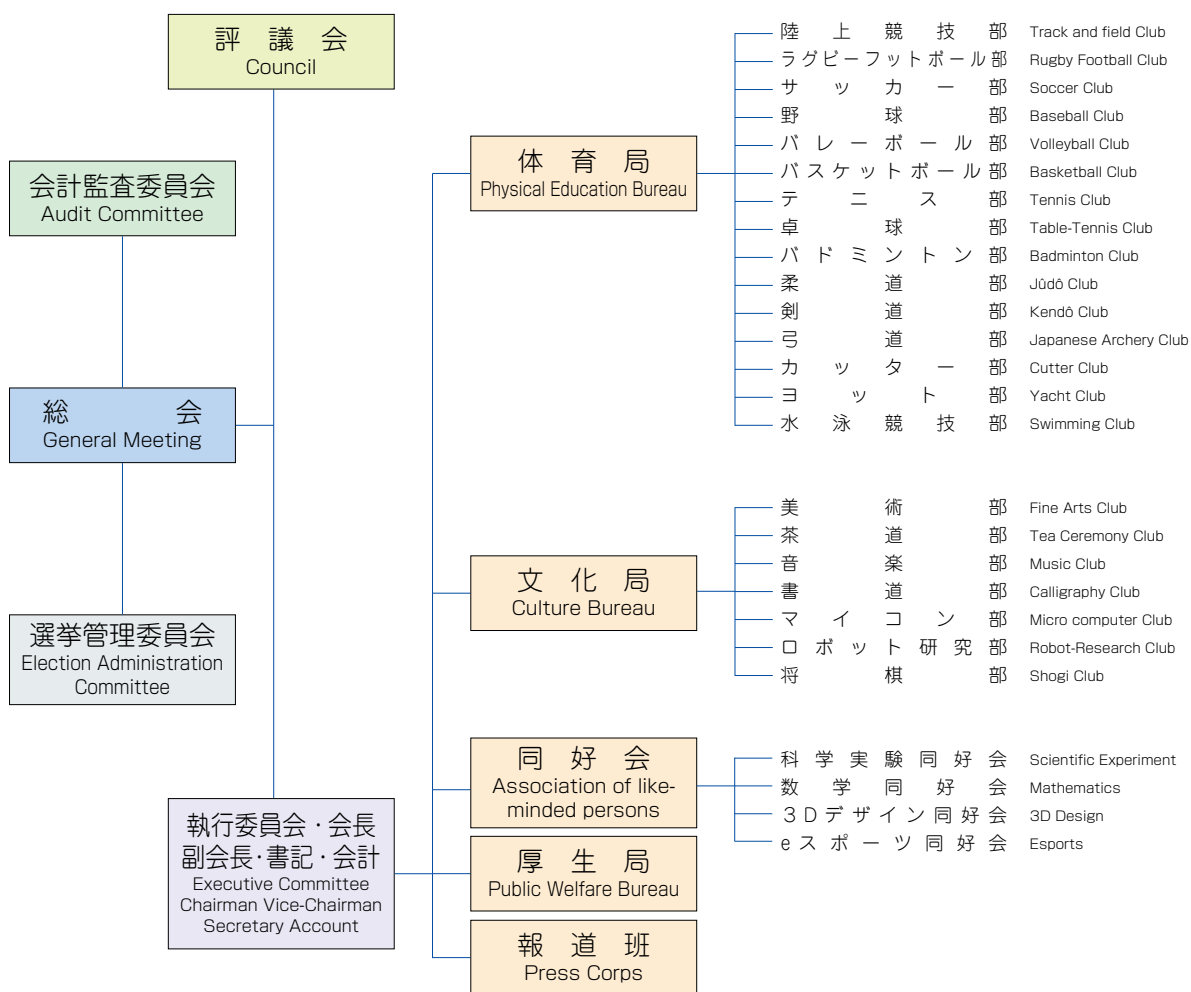 評議会
Council
会計監査委員会
Audit Committee
総会
General Meeting
選挙管理委員会
Election Administration
Committee
執行委員会・会長
副会長・書記・会計
Executive Committee
Chairman Vice-Chairman
Secretary Account
体育局
Physical Education Bureau
陸上競技部 Track and field Club
ラグビーフットボール部 Rugby Football Club
サッカー部 Soccer Club
野球部 Baseball Club
バレーボール部 Volleyball Club
バスケットボール部 Basketball Club
テニス部 Tennis Club
卓球部 Table-Tennis Club
バドミントン部 Badminton Club
柔道部 Jûdô Club
剣道部 Kendô Club
弓道部 Japanese Archery Club
カッター部 Cutter Club
ヨット部 Yacht Club
水泳競技部 Swimming Club
文化局
Culture Bureau
美術部 Fine Arts Club
茶道部 Tea Ceremony Club
音楽部 Music Club
書道部 Calligraphy Club
マイコン部 Micro computer Club
ロボット研究部 Robot-Research Club
将棋部 Shogi Club
同好会
Association of like-
minded persons
科学実験同好会 Scientific Experiment
数学同好会 Mathematics
3Dデザイン同好会 3D Design
eスポーツ同好会 Esports
厚生局
Public Welfare Bureau
報道班
Press Corps